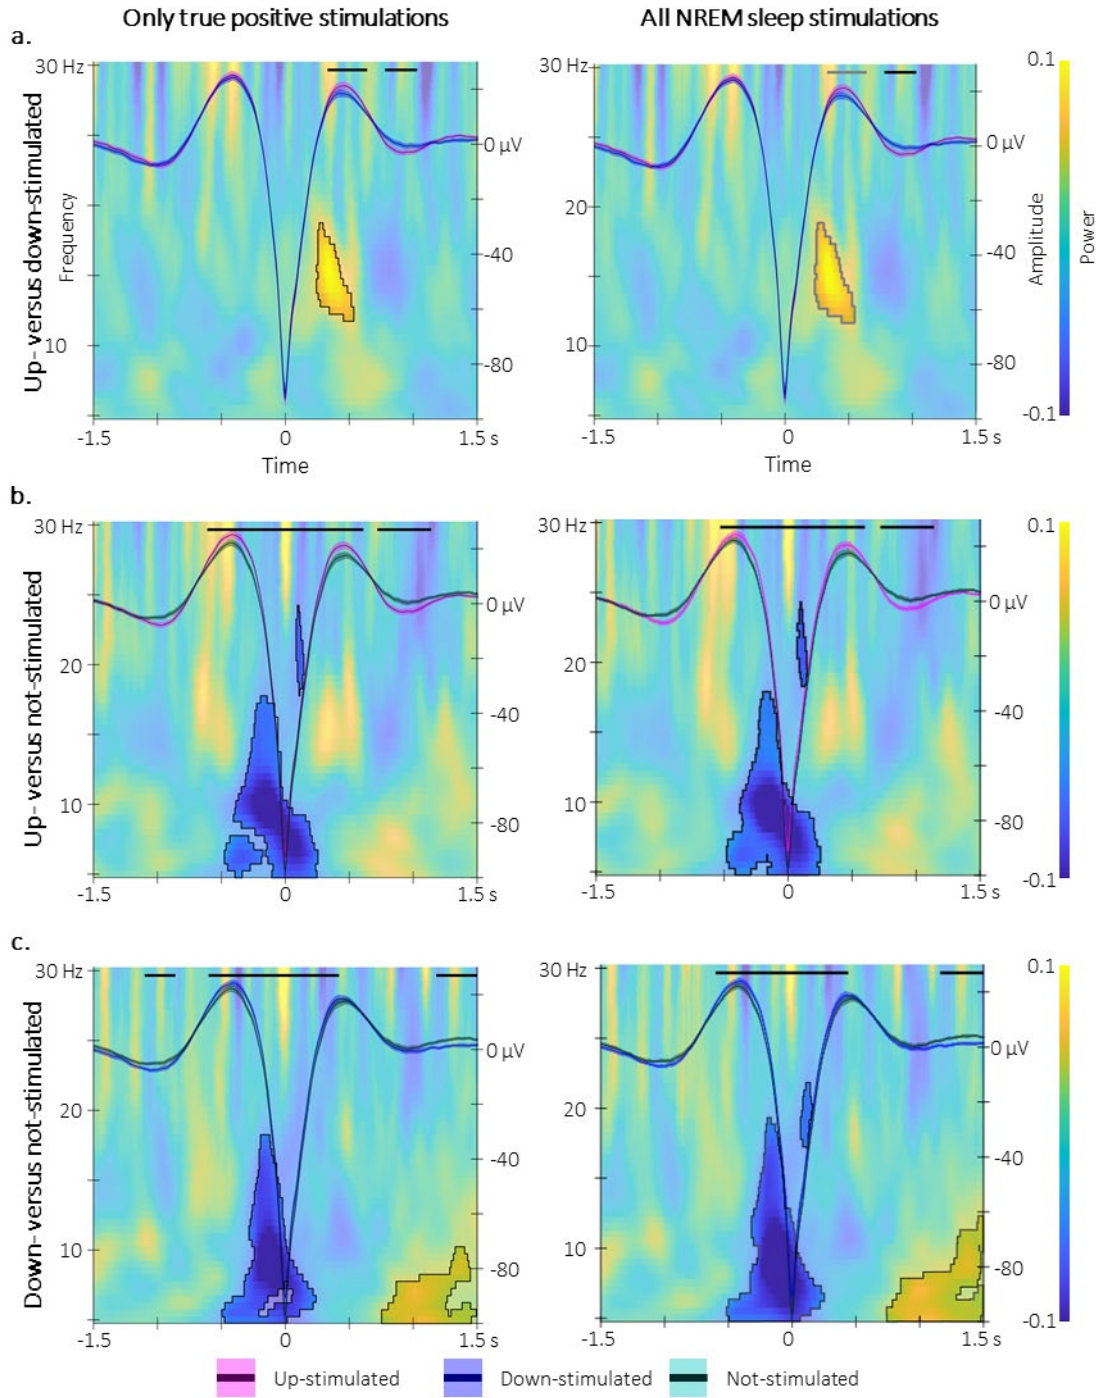 Only true positive stimulations
All NREM sleep stimulations
a.
Up- versus down-stimulated
30 Hz
Frequency
10
0 µV
-40
-80
-1.5
0
1.5 s
Time
30 Hz
20
10
0 µV
-40
-80
Amplitude
-1.5
0
1.5 s
Time
0.1
Power
-0.1
b.
Up- versus not-stimulated
30 Hz
20
10
0 µV
-40
-80
-1.5
0
1.5 s
30 Hz
20
10
0 µV
-40
-80
-1.5
0
1.5 s
0.1
-0.1
c.
Down- versus not-stimulated
30 Hz
20
10
0 µV
-40
-80
-1.5
0
1.5 s
30 Hz
20
10
0 µV
-40
-80
-1.5
0
1.5 s
0.1
-0.1
Up-stimulated
Down-stimulated
Not-stimulated